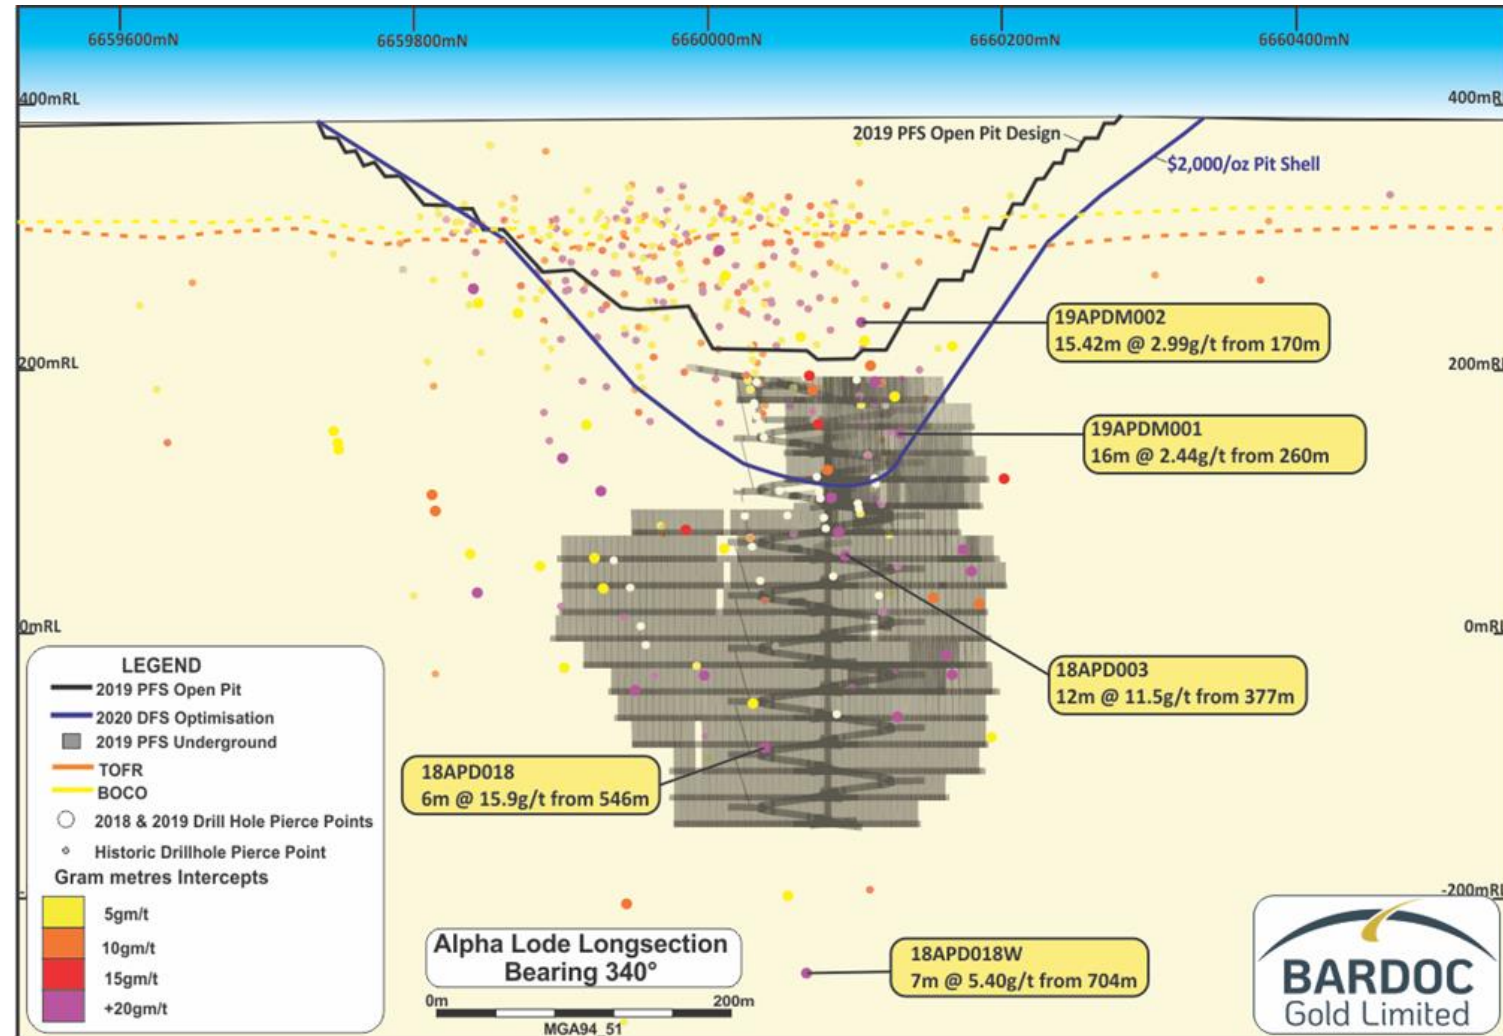 6659600mN 6659800mN 6660000mN 6660200mN 6660400mN
400mRL 400mRL
2019 PFS Open Pit Design
$2,000/oz Pit Shell
19APDM002
15.42m @ 2.99g/t from 170m
200mRL 200mRL
19APDM001
16m @ 2.44g/t from 260m
0mRL 0mRL
18APD003
12m @ 11.5g/t from 377m
18APD018
6m @ 15.9g/t from 546m
LEGEND
2019 PFS Open Pit
2020 DFS Optimisation
2019 PFS Underground
TOFR
BOCO
2018 & 2019 Drill Hole Pierce Points
Historic Drillhole Pierce Point
Gram metres Intercepts
5gm/t
10gm/t
15gm/t
+20gm/t
-200mRL
Alpha Lode Longsection
Bearing 340°
0m 200m
MGA94_51
18APD018W
7m @ 5.40g/t from 704m
BARDOC
Gold Limited